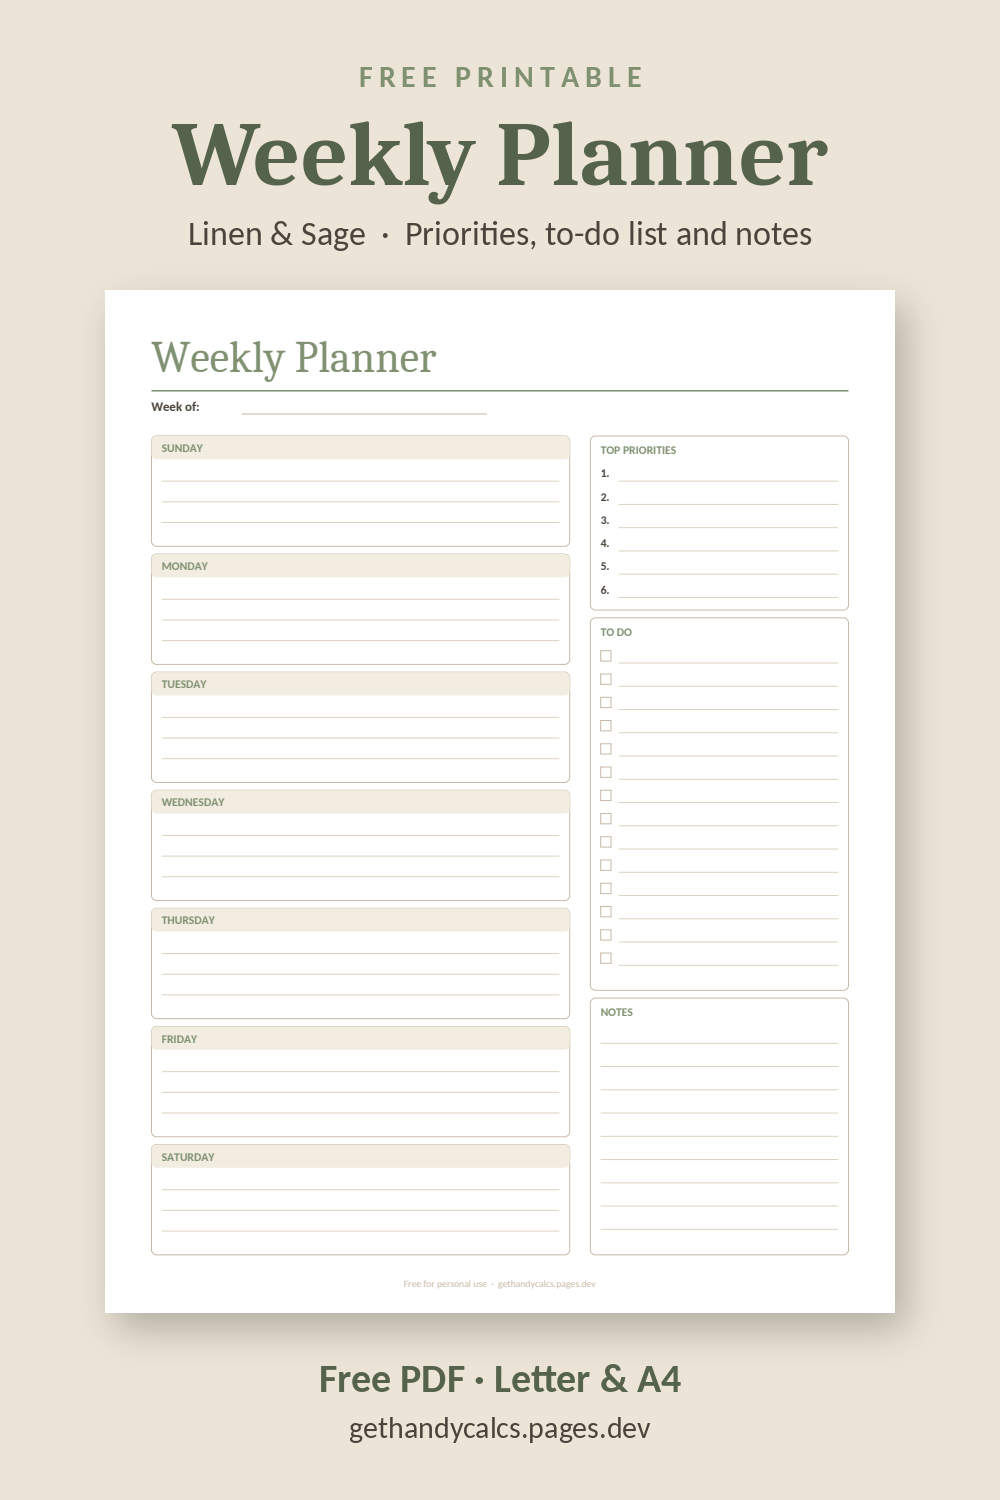 FREE PRINTABLE
Weekly Planner
Linen & Sage · Priorities, to-do list and notes
Weekly Planner
Week of:
SUNDAY
MONDAY
TUESDAY
WEDNESDAY
THURSDAY
FRIDAY
SATURDAY
TOP PRIORITIES
1.
2.
3.
4.
5.
6.
TO DO
NOTES
Free for personal use · gethandycalcs.pages.dev
Free PDF · Letter & A4
gethandycalcs.pages.dev